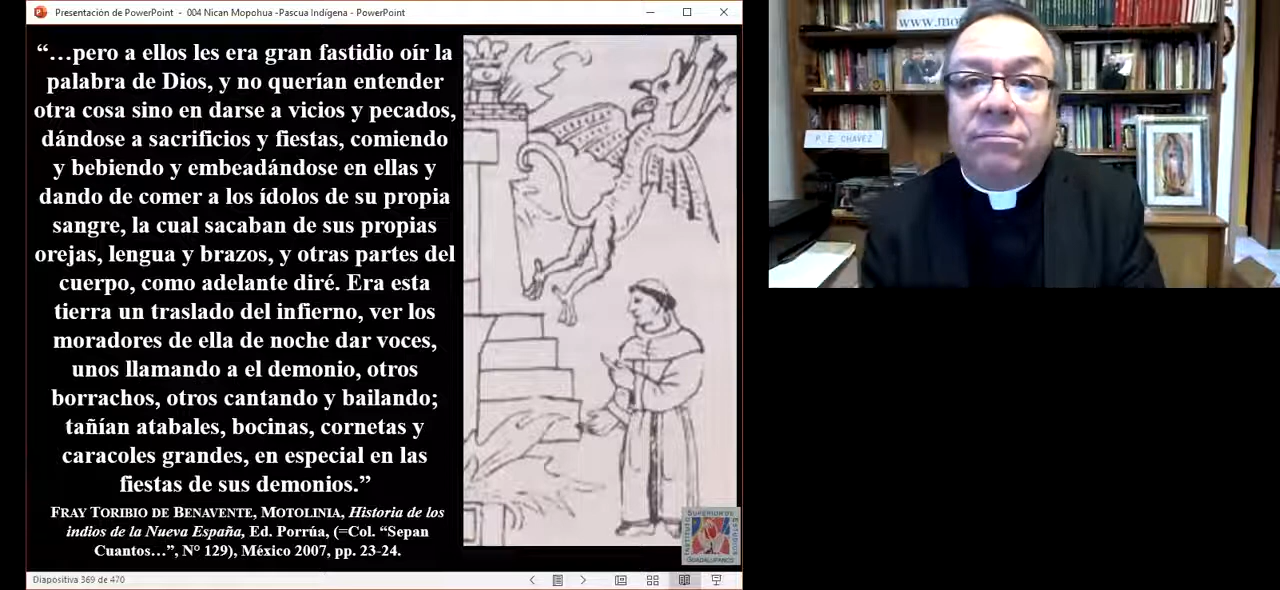 Presentación de PowerPoint - 004 Nican Mopohua -Pascua Indígena - PowerPoint
“…pero a ellos les era gran fastidio oír la
palabra de Dios, y no querían entender
otra cosa sino en darse a vicios y pecados,
dándose a sacrificios y fiestas, comiendo
y bebiendo y embeadándose en ellas y
dando de comer a los ídolos de su propia
sangre, la cual sacaban de sus propias
orejas, lengua y brazos, y otras partes del
cuerpo, como adelante diré. Era esta
tierra un traslado del infierno, ver los
moradores de ella de noche dar voces,
unos llamando a el demonio, otros
borrachos, otros cantando y bailando;
tañían atabales, bocinas, cornetas y
caracoles grandes, en especial en las
fiestas de sus demonios.”
FRAY TORIBIO DE BENAVENTE, MOTOLINIA, Historia de los
indios de la Nueva España, Ed. Porrúa, (=Col. “Sepan
Cuantos…”, N° 129), México 2007, pp. 23-24.
INSTITUTO SUPERIOR DE ESTUDIOS GUADALUPANOS
Diapositiva 369 de 470
www.mo
P. E. CHAVEZ